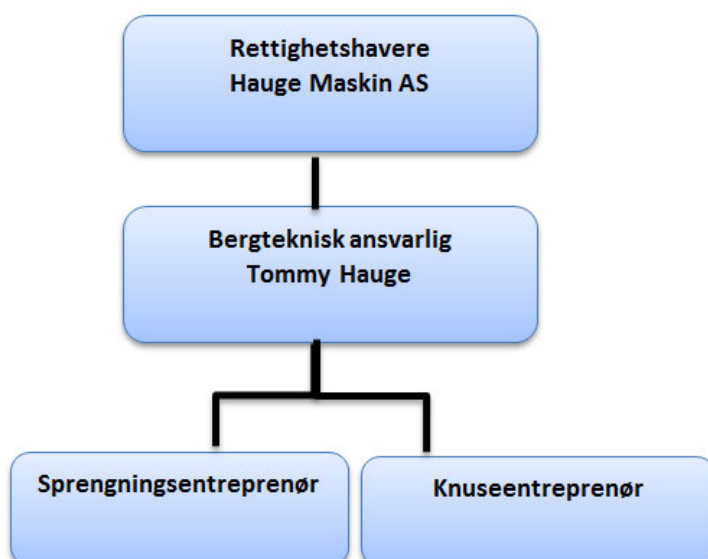 Rettighetshavere
Hauge Maskin AS
Bergteknisk ansvarlig
Tommy Hauge
Sprengningsentreprenør
Knuseentreprenør